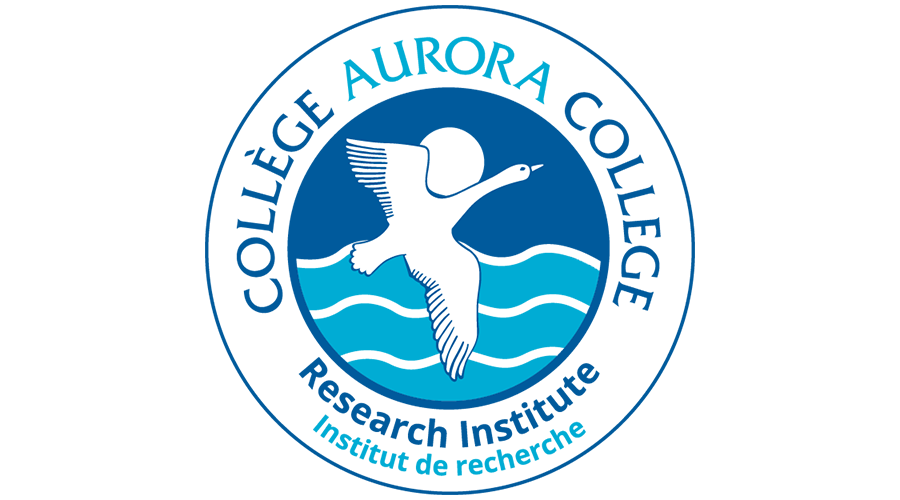 COLLÈGE AURORA COLLEGE
Research Institute
Institut de recherche